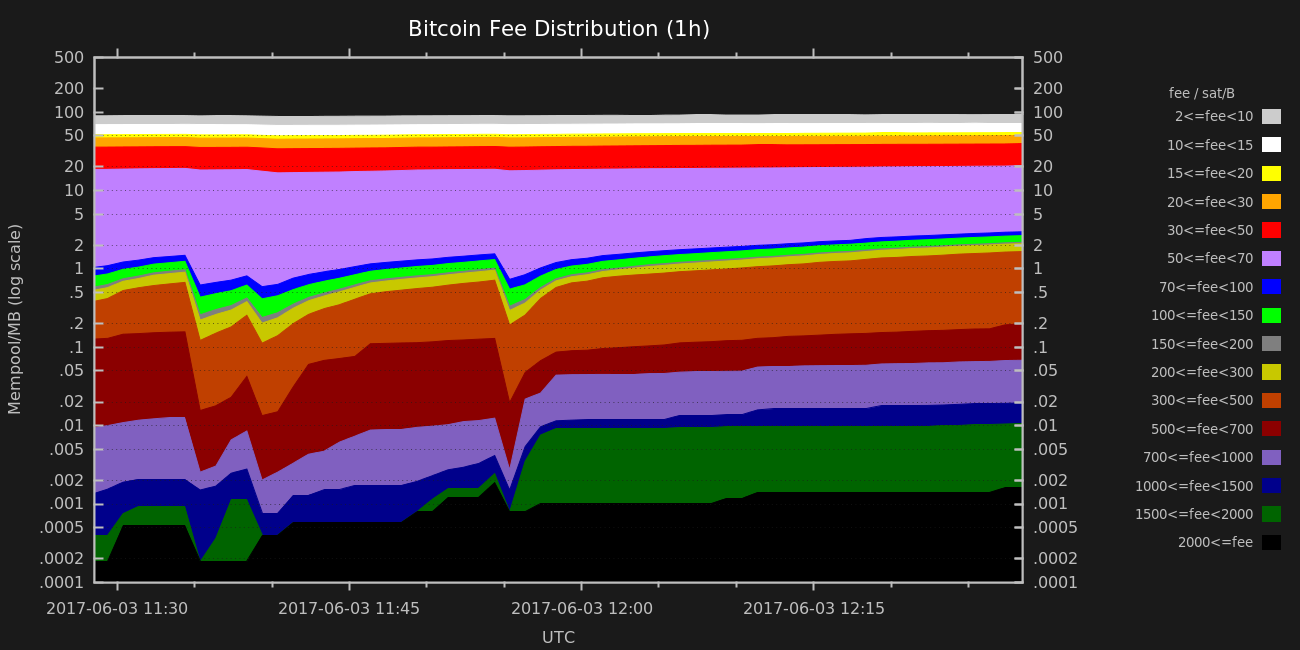 Bitcoin Fee Distribution (1h)
Mempool/MB (log scale)
500
200
100
50
20
10
5
2
1
.5
.2
.1
.05
.02
.01
.005
.002
.001
.0005
.0002
.0001
500
200
100
50
20
10
5
2
1
.5
.2
.1
.05
.02
.01
.005
.002
.001
.0005
.0002
.0001
2017-06-03 11:30 2017-06-03 11:45 2017-06-03 12:00 2017-06-03 12:15
UTC
fee / sat/B
2<=fee<10
10<=fee<15
15<=fee<20
20<=fee<30
30<=fee<50
50<=fee<70
70<=fee<100
100<=fee<150
150<=fee<200
200<=fee<300
300<=fee<500
500<=fee<700
700<=fee<1000
1000<=fee<1500
1500<=fee<2000
2000<=fee